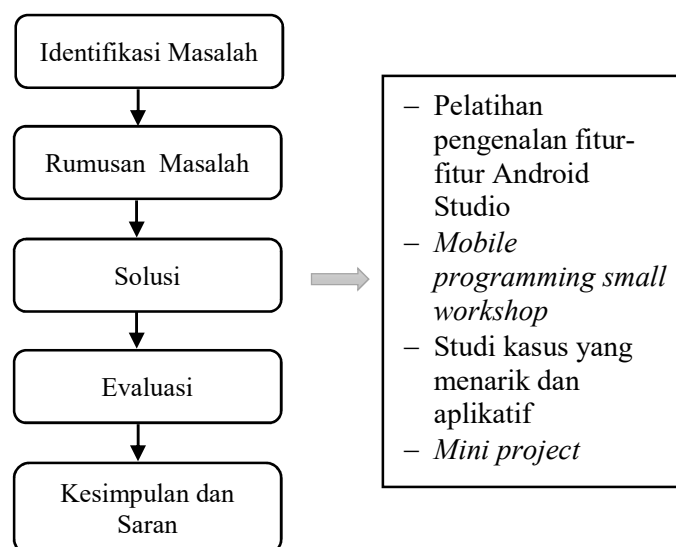 Identifikasi Masalah
Rumusan Masalah
Solusi
Evaluasi
Kesimpulan dan
Saran
– Pelatihan
pengenalan fitur-
fitur Android
Studio
– Mobile
programming small
workshop
– Studi kasus yang
menarik dan
aplikatif
– Mini project